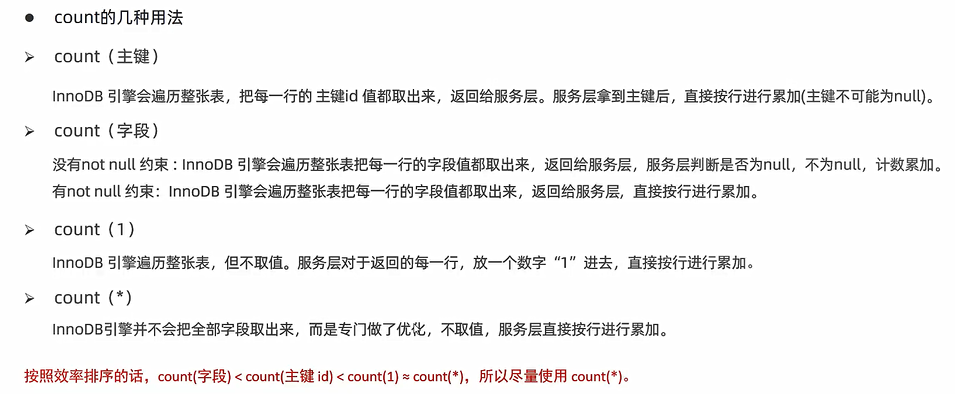 ● count的几种用法
➢ count（主键）
InnoDB 引擎会遍历整张表，把每一行的 主键id 值都取出来，返回给服务层。服务层拿到主键后，直接按行进行累加(主键不可能为null)。
➢ count（字段）
没有not null 约束 : InnoDB 引擎会遍历整张表把每一行的字段值都取出来，返回给服务层，服务层判断是否为null，不为null，计数累加。
有not null 约束：InnoDB 引擎会遍历整张表把每一行的字段值都取出来，返回给服务层，直接按行进行累加。
➢ count（1）
InnoDB 引擎遍历整张表，但不取值。服务层对于返回的每一行，放一个数字“1”进去，直接按行进行累加。
➢ count（*）
InnoDB引擎并不会把全部字段取出来，而是专门做了优化，不取值，服务层直接按行进行累加。
按照效率排序的话，count(字段) < count(主键 id) < count(1) ≈ count(*)，所以尽量使用 count(*)。